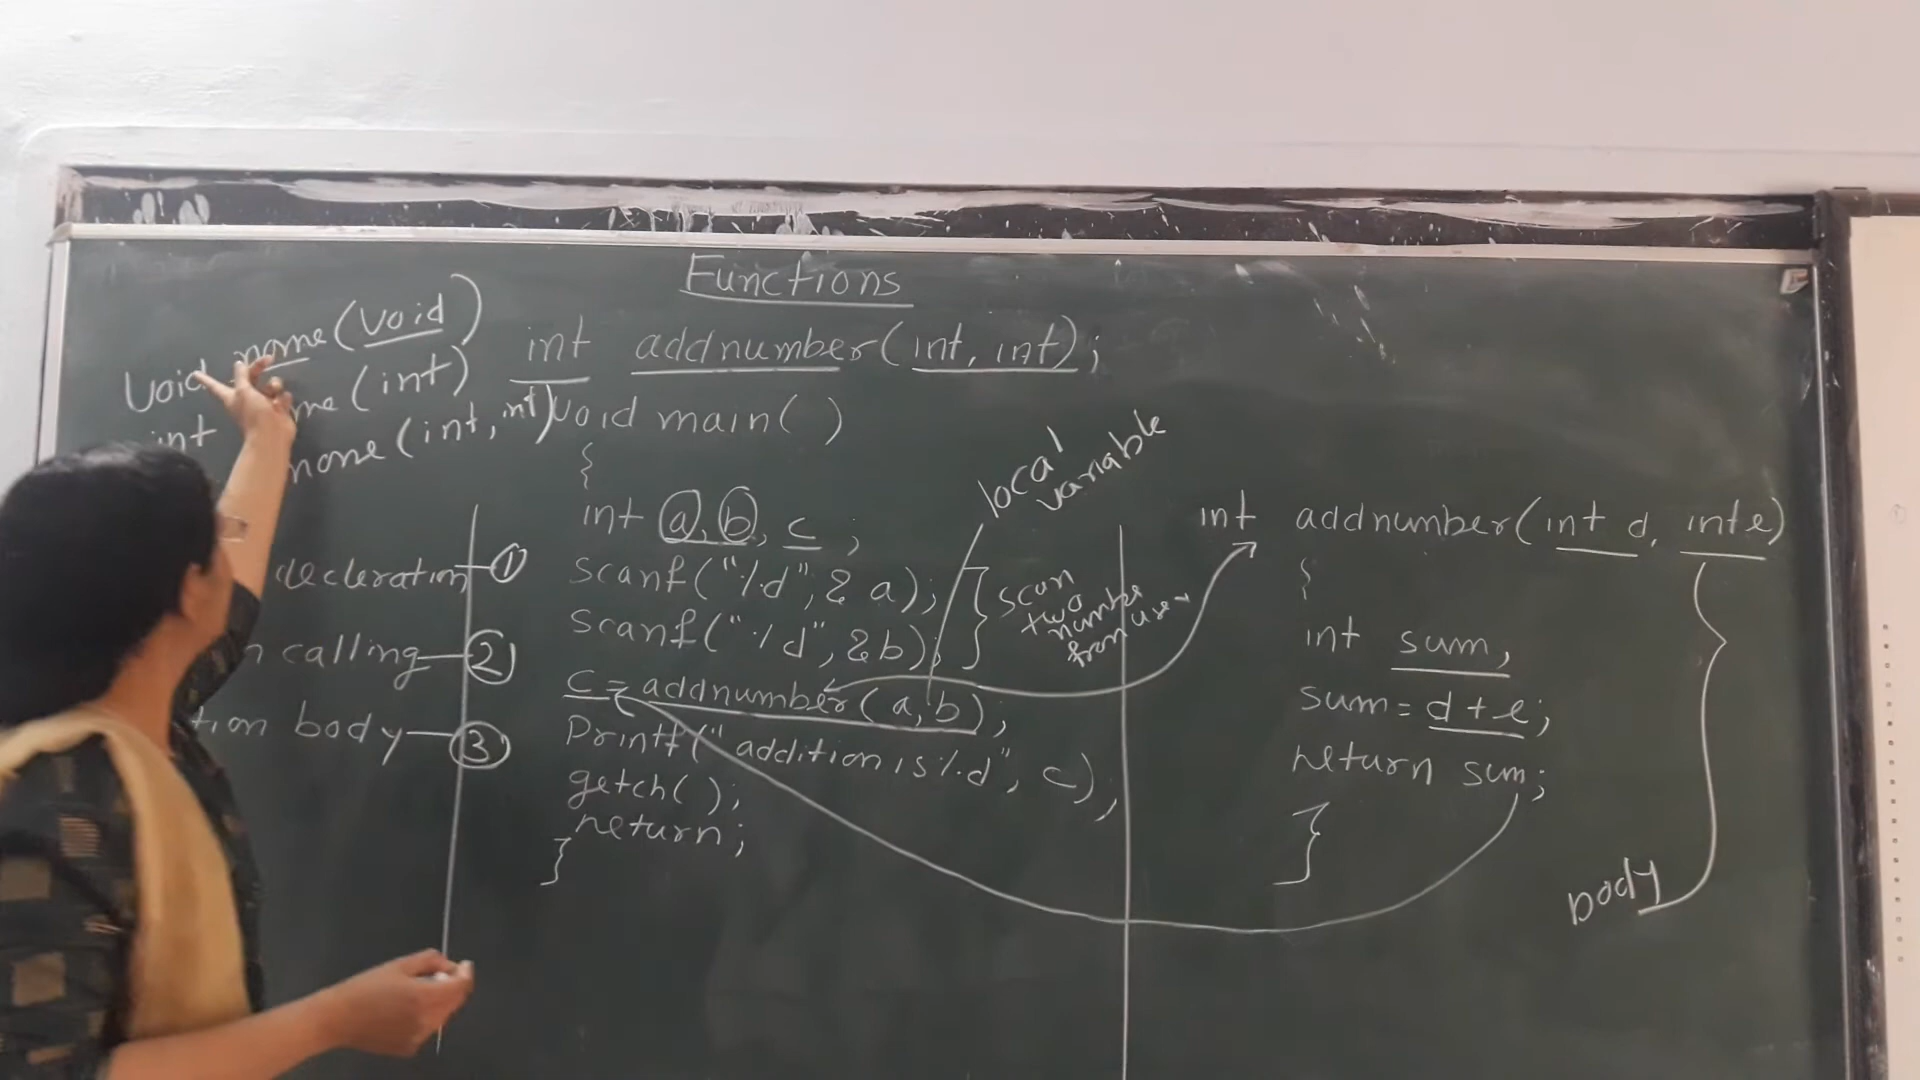 Functions
Void name(Void)
int me(int)
name(int, int)
decleration 1
calling 2
tion body 3
int addnumber(int, int);
Void main( )
{
int a, b, c;
scanf("%d", & a);
scanf("%d", &b);
c = addnumber(a, b);
Printf("addition is %d", c);
getch( );
return;
}
local
variable
scan
two
number
from user
int addnumber(int d, int e)
{
int sum,
sum = d + e;
return sum;
}
body